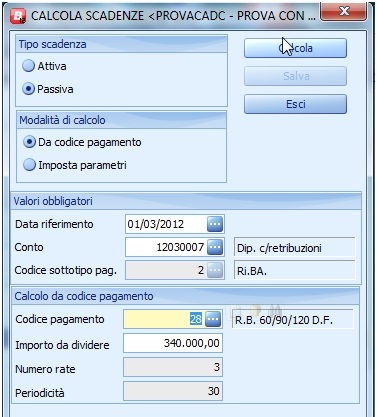 CALCOLA SCADENZE <PROVACADC - PROVA CON ...
Tipo scadenza
Attiva
Passiva
Calcola
Salva
Esci
Modalità di calcolo
Da codice pagamento
Imposta parametri
Valori obbligatori
Data riferimento 01/03/2012 ...
Conto 12030007 ... Dip. c/retribuzioni
Codice sottotipo pag. 2 ... Ri.BA.
Calcolo da codice pagamento
Codice pagamento 28 ... R.B. 60/90/120 D.F.
Importo da dividere 340.000,00
Numero rate 3
Periodicità 30